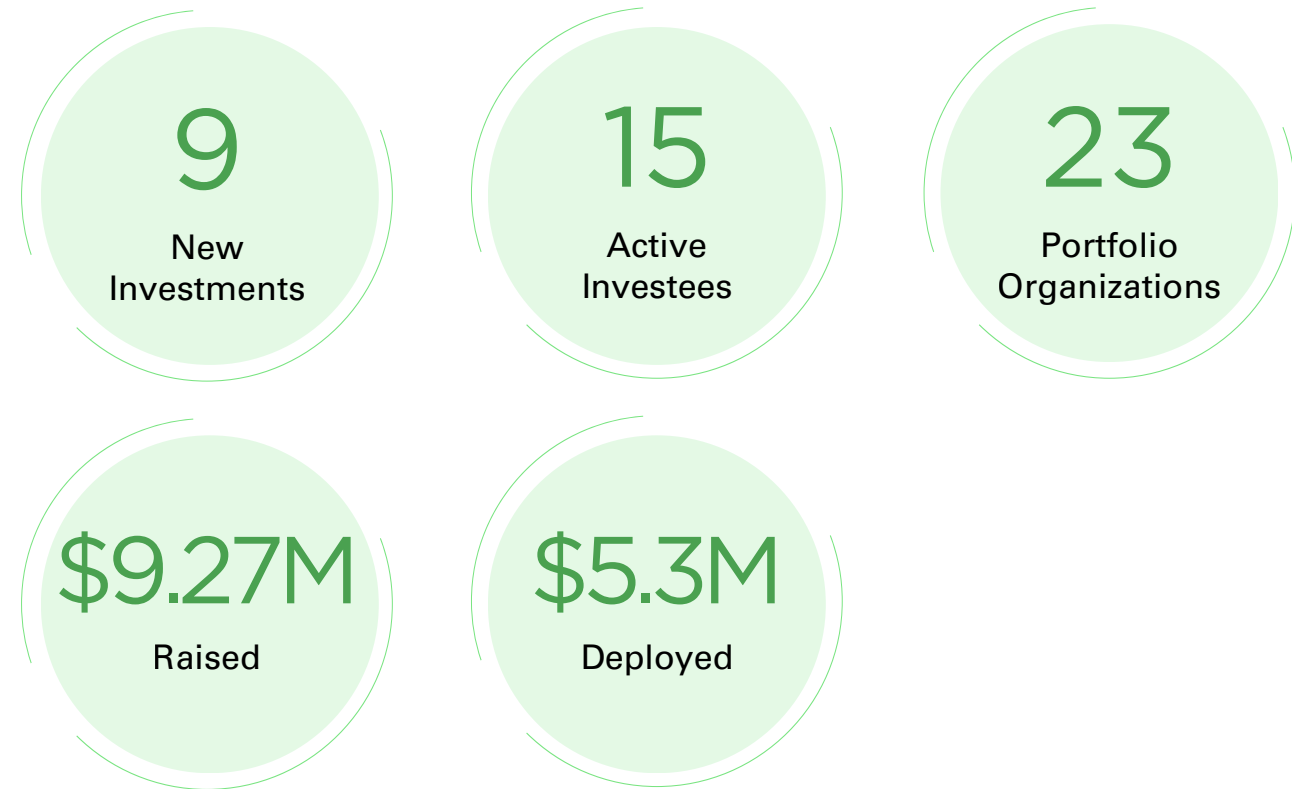 9
New
Investments
15
Active
Investees
23
Portfolio
Organizations
$9.27M
Raised
$5.3M
Deployed